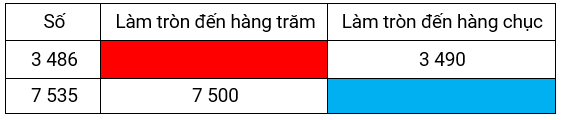 Số Làm tròn đến hàng trăm Làm tròn đến hàng chục
3 486 3 490
7 535 7 500